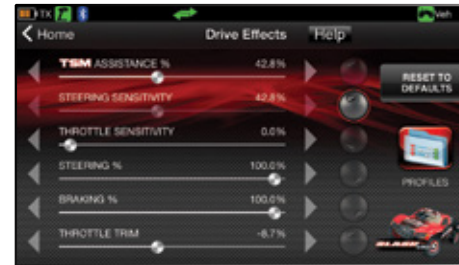 TX Veh
Home Drive Effects Help
TSM ASSISTANCE % 42.8%
STEERING SENSITIVITY 42.8%
THROTTLE SENSITIVITY 0.0%
STEERING % 100.0%
BRAKING % 100.0%
THROTTLE TRIM -6.7%
RESET TO
DEFAULTS
PROFILES
SLASH